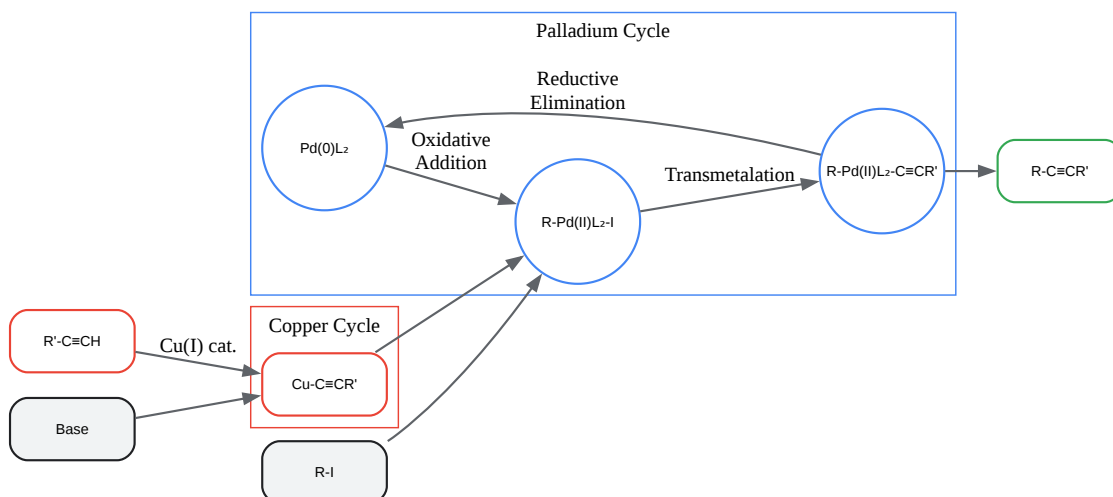 Palladium Cycle
Reductive
Elimination
Pd(0)L₂
Oxidative
Addition
R-Pd(II)L₂-I
Transmetalation
R-Pd(II)L₂-C≡CR'
R-C≡CR'
R'-C≡CH
Cu(I) cat.
Copper Cycle
Cu-C≡CR'
Base
R-I